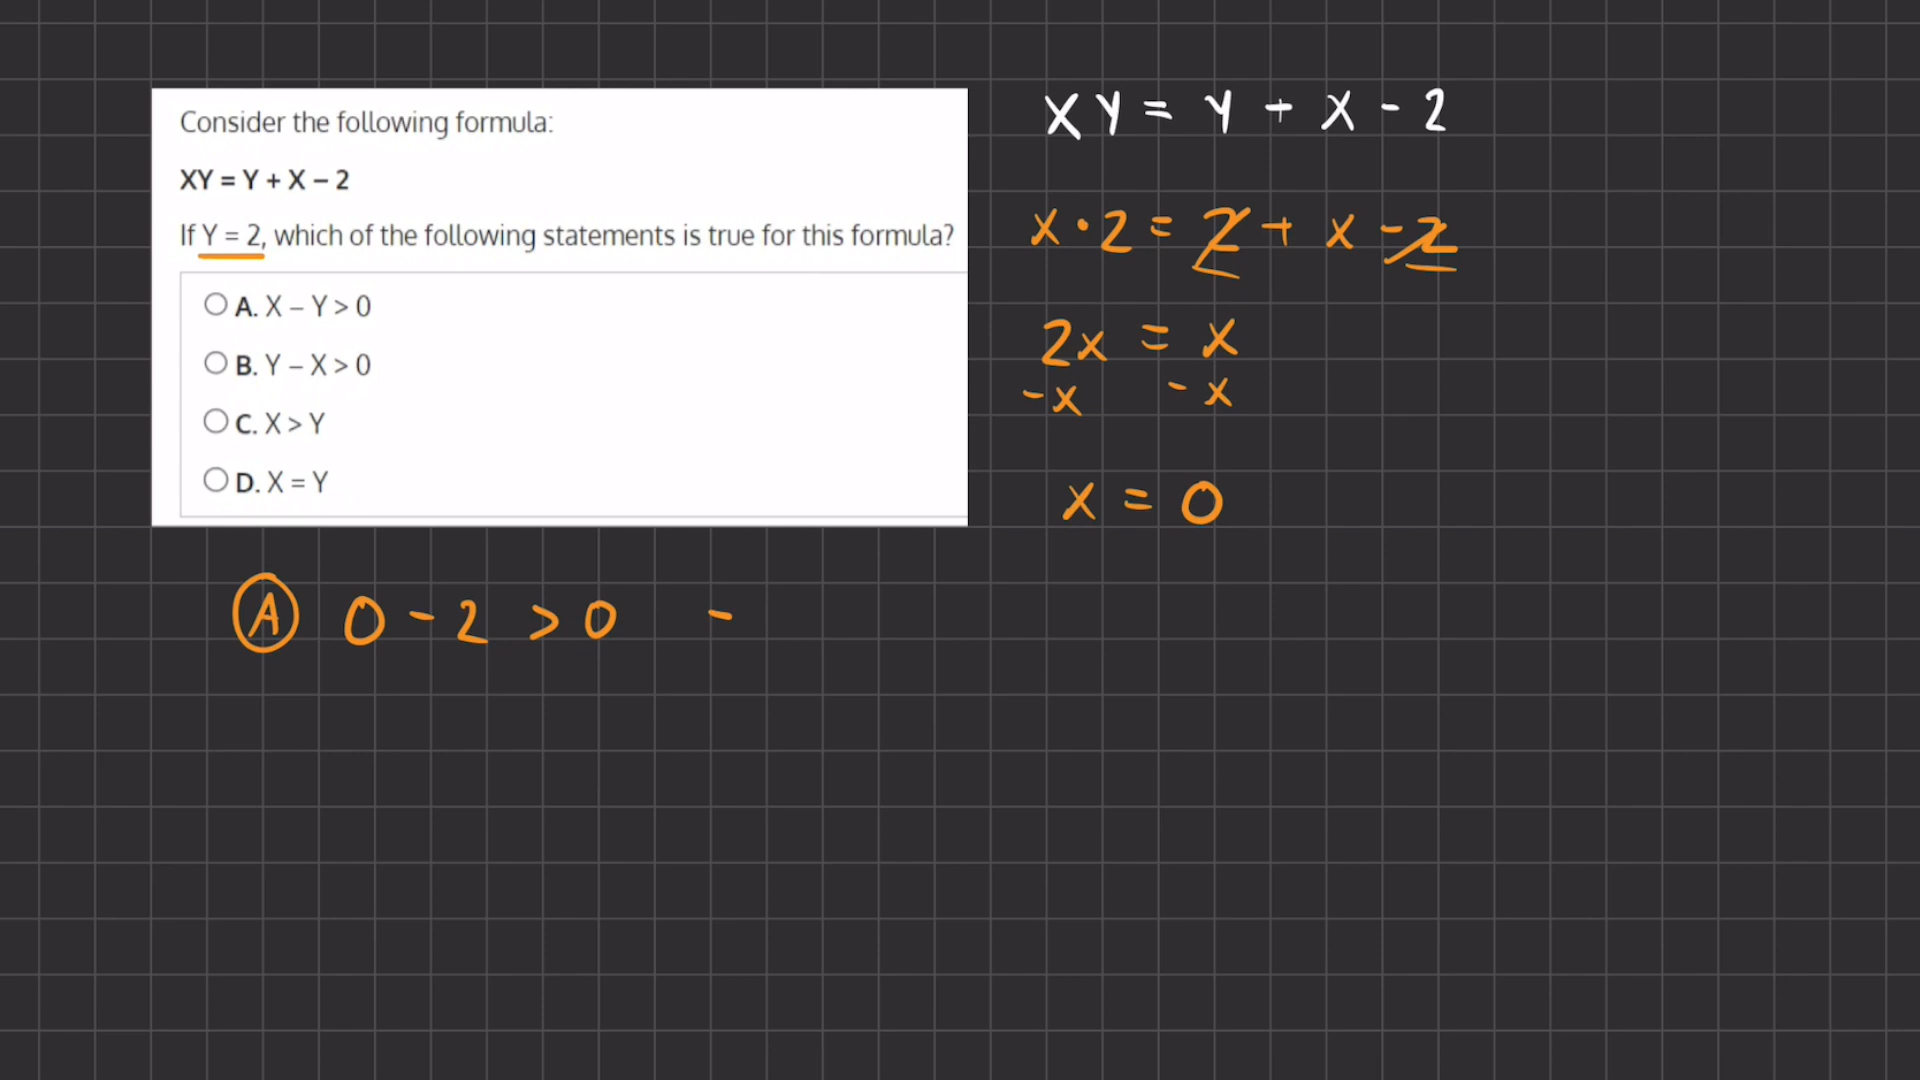 Consider the following formula:
XY = Y + X – 2
If Y = 2, which of the following statements is true for this formula?
A. X – Y > 0
B. Y – X > 0
C. X > Y
D. X = Y
XY = Y + X - 2
x · 2 = 2 + x - 2
2x = x
-x -x
x = 0
A 0 - 2 > 0 -